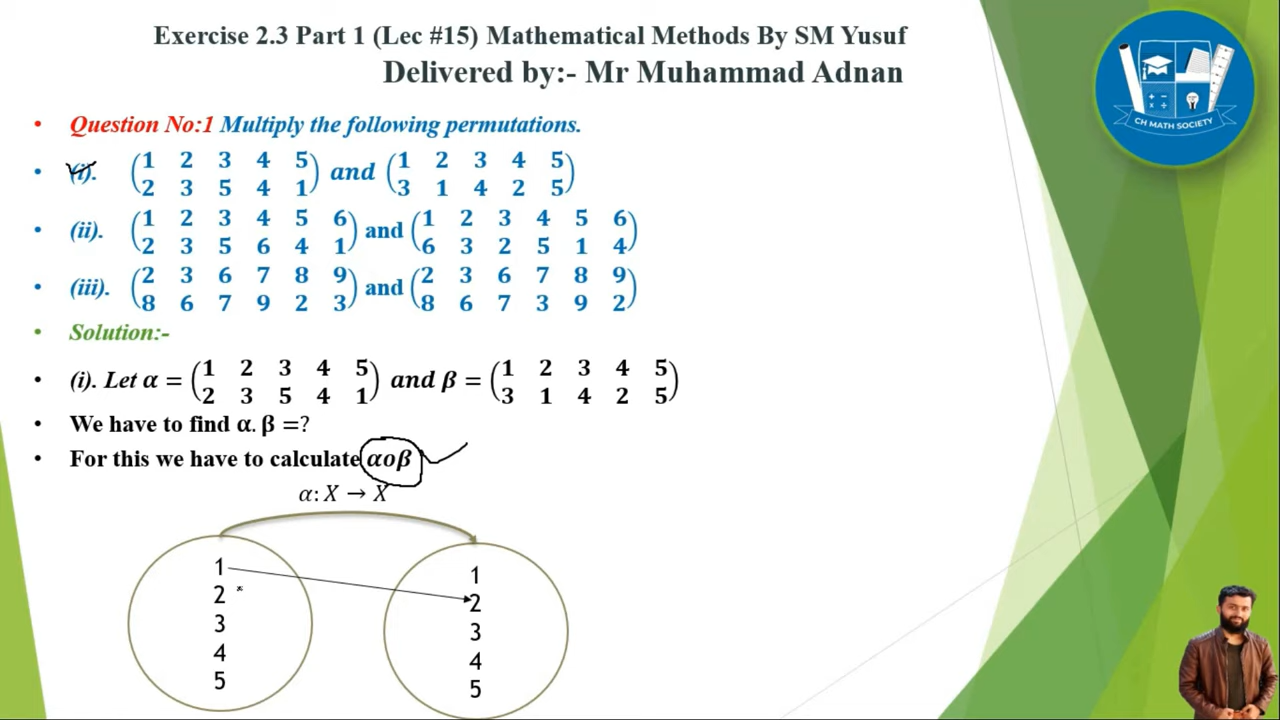 Exercise 2.3 Part 1 (Lec #15) Mathematical Methods By SM Yusuf
Delivered by:- Mr Muhammad Adnan
CH MATH SOCIETY
• Question No:1 Multiply the following permutations.
• (i). (1 2 3 4 5) and (1 2 3 4 5)
(2 3 5 4 1) (3 1 4 2 5)
• (ii). (1 2 3 4 5 6) and (1 2 3 4 5 6)
(2 3 5 6 4 1) (6 3 2 5 1 4)
• (iii). (2 3 6 7 8 9) and (2 3 6 7 8 9)
(8 6 7 9 2 3) (8 6 7 3 9 2)
• Solution:-
• (i). Let α = (1 2 3 4 5) and β = (1 2 3 4 5)
(2 3 5 4 1) (3 1 4 2 5)
• We have to find α. β =?
• For this we have to calculate αoβ
α: X → X
1 1
2 2
3 3
4 4
5 5